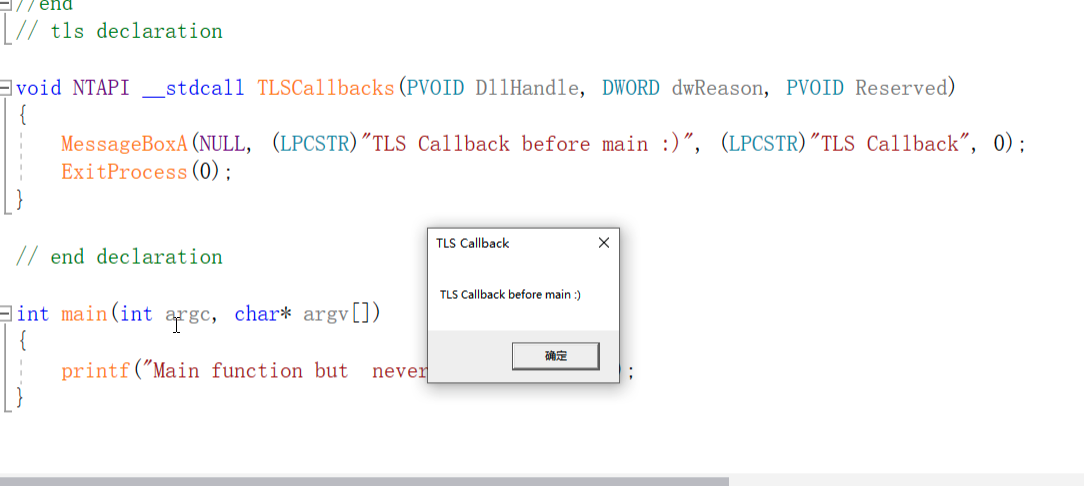 //end
// tls declaration
void NTAPI __stdcall TLSCallbacks(PVOID DllHandle, DWORD dwReason, PVOID Reserved)
{
MessageBoxA(NULL, (LPCSTR)"TLS Callback before main :)", (LPCSTR)"TLS Callback", 0);
ExitProcess(0);
}
// end declaration
int main(int argc, char* argv[])
{
printf("Main function but  never
;
}
TLS Callback
TLS Callback before main :)
确定